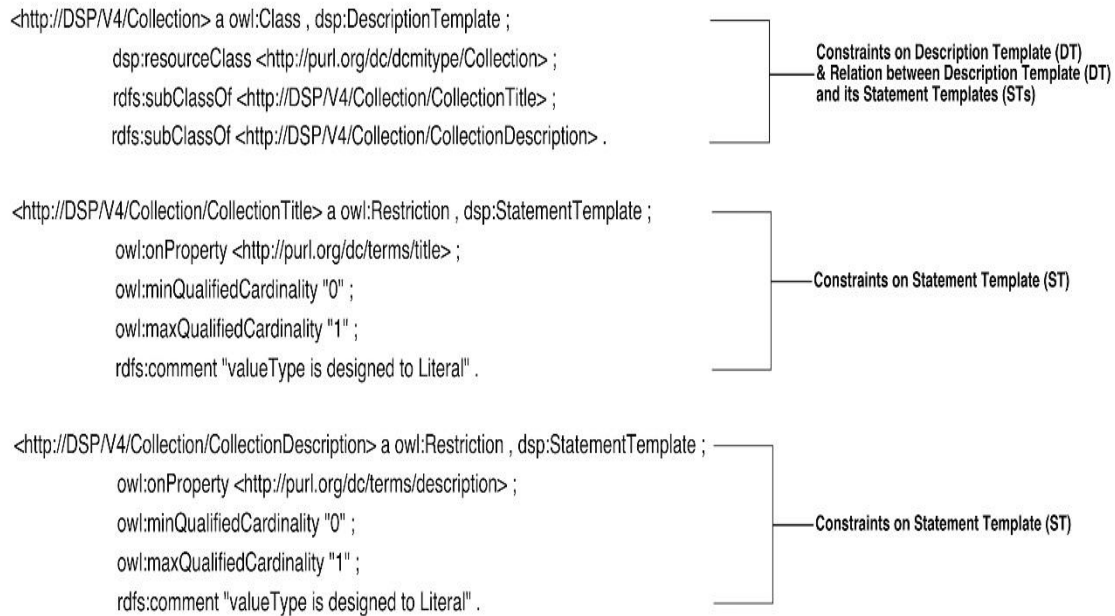 <http://DSP/V4/Collection> a owl:Class , dsp:DescriptionTemplate ;
dsp:resourceClass <http://purl.org/dc/dcmitype/Collection> ;
rdfs:subClassOf <http://DSP/V4/Collection/CollectionTitle> ;
rdfs:subClassOf <http://DSP/V4/Collection/CollectionDescription> .
Constraints on Description Template (DT)
& Relation between Description Template (DT)
and its Statement Templates (STs)
<http://DSP/V4/Collection/CollectionTitle> a owl:Restriction , dsp:StatementTemplate ;
owl:onProperty <http://purl.org/dc/terms/title> ;
owl:minQualifiedCardinality "0" ;
owl:maxQualifiedCardinality "1" ;
rdfs:comment "valueType is designed to Literal" .
Constraints on Statement Template (ST)
<http://DSP/V4/Collection/CollectionDescription> a owl:Restriction , dsp:StatementTemplate ;
owl:onProperty <http://purl.org/dc/terms/description> ;
owl:minQualifiedCardinality "0" ;
owl:maxQualifiedCardinality "1" ;
rdfs:comment "valueType is designed to Literal" .
Constraints on Statement Template (ST)